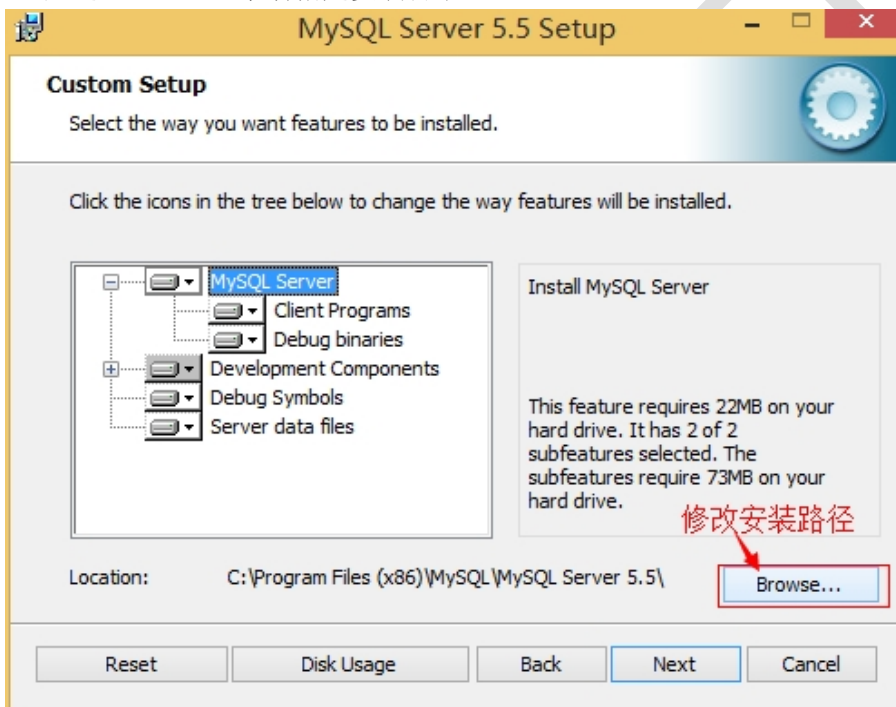 MySQL Server 5.5 Setup
Custom Setup
Select the way you want features to be installed.
Click the icons in the tree below to change the way features will be installed.
MySQL Server
Client Programs
Debug binaries
Development Components
Debug Symbols
Server data files
Install MySQL Server
This feature requires 22MB on your
hard drive. It has 2 of 2
subfeatures selected. The
subfeatures require 73MB on your
hard drive.
修改安装路径
Location: C:\Program Files (x86)\MySQL\MySQL Server 5.5\
Browse...
Reset Disk Usage Back Next Cancel